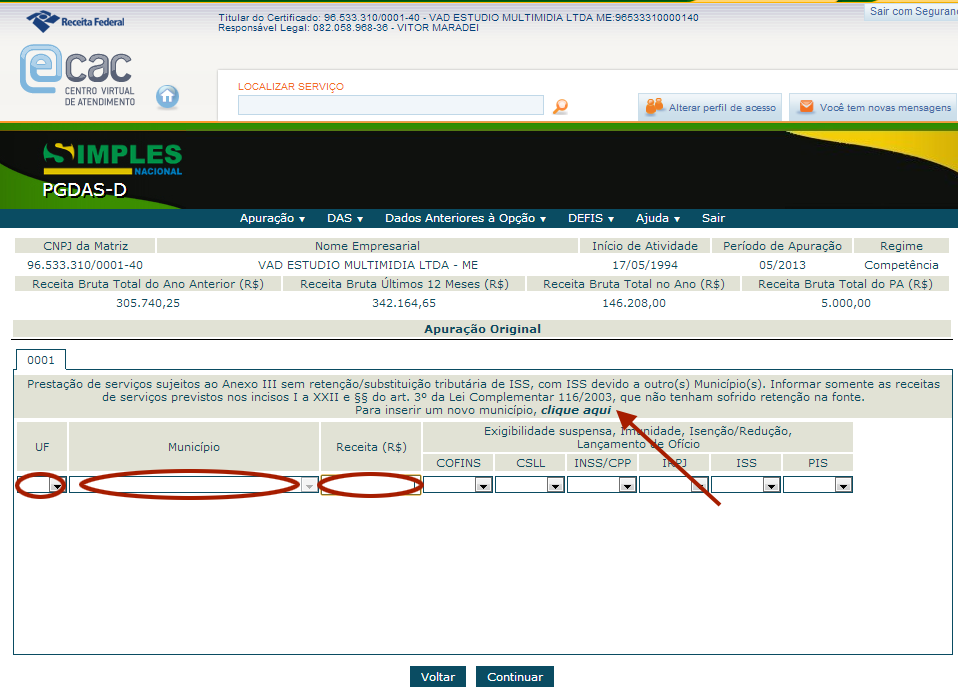 Receita Federal
Titular do Certificado: 96.533.310/0001-40 - VAD ESTUDIO MULTIMIDIA LTDA ME:96533310000140
Responsável Legal: 082.058.968-36 - VITOR MARADEI
Sair com Seguran
ecac
CENTRO VIRTUAL
DE ATENDIMENTO
LOCALIZAR SERVIÇO
Alterar perfil de acesso
Você tem novas mensagens
SIMPLES
NACIONAL
PGDAS-D
Apuração DAS Dados Anteriores à Opção DEFIS Ajuda Sair
CNPJ da Matriz Nome Empresarial Início de Atividade Período de Apuração Regime
96.533.310/0001-40 VAD ESTUDIO MULTIMIDIA LTDA - ME 17/05/1994 05/2013 Competência
Receita Bruta Total do Ano Anterior (R$) Receita Bruta Últimos 12 Meses (R$) Receita Bruta Total no Ano (R$) Receita Bruta Total do PA (R$)
305.740,25 342.164,65 146.208,00 5.000,00
Apuração Original
0001
Prestação de serviços sujeitos ao Anexo III sem retenção/substituição tributária de ISS, com ISS devido a outro(s) Município(s). Informar somente as receitas
de serviços previstos nos incisos I a XXII e §§ do art. 3º da Lei Complementar 116/2003, que não tenham sofrido retenção na fonte.
Para inserir um novo município, clique aqui
UF Município Receita (R$)
Exigibilidade suspensa, Imunidade, Isenção/Redução,
Lançamento de Ofício
COFINS CSLL INSS/CPP IRPJ ISS PIS
Voltar Continuar